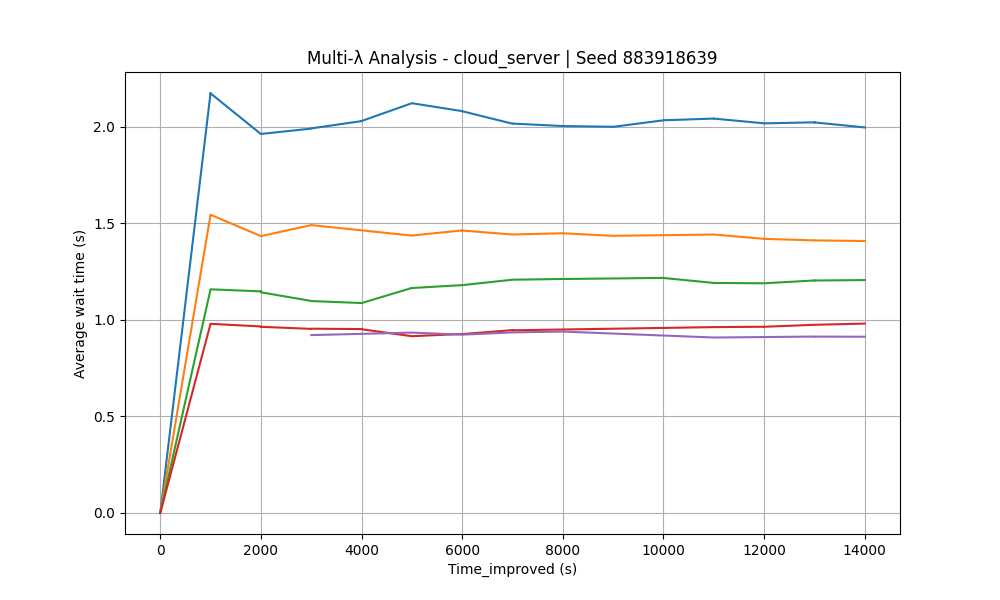 Multi-λ Analysis - cloud_server | Seed 883918639
2.0
1.5
1.0
0.5
0.0
Average wait time (s)
0 2000 4000 6000 8000 10000 12000 14000
Time_improved (s)